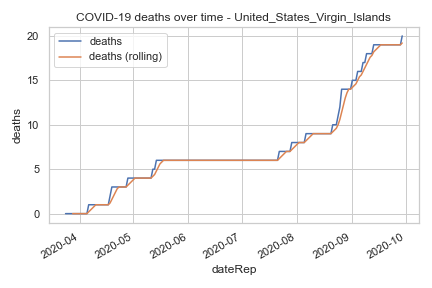 COVID-19 deaths over time - United_States_Virgin_Islands
deaths
deaths (rolling)
20
15
10
5
0
deaths
2020-04
2020-05
2020-06
2020-07
2020-08
2020-09
2020-10
dateRep